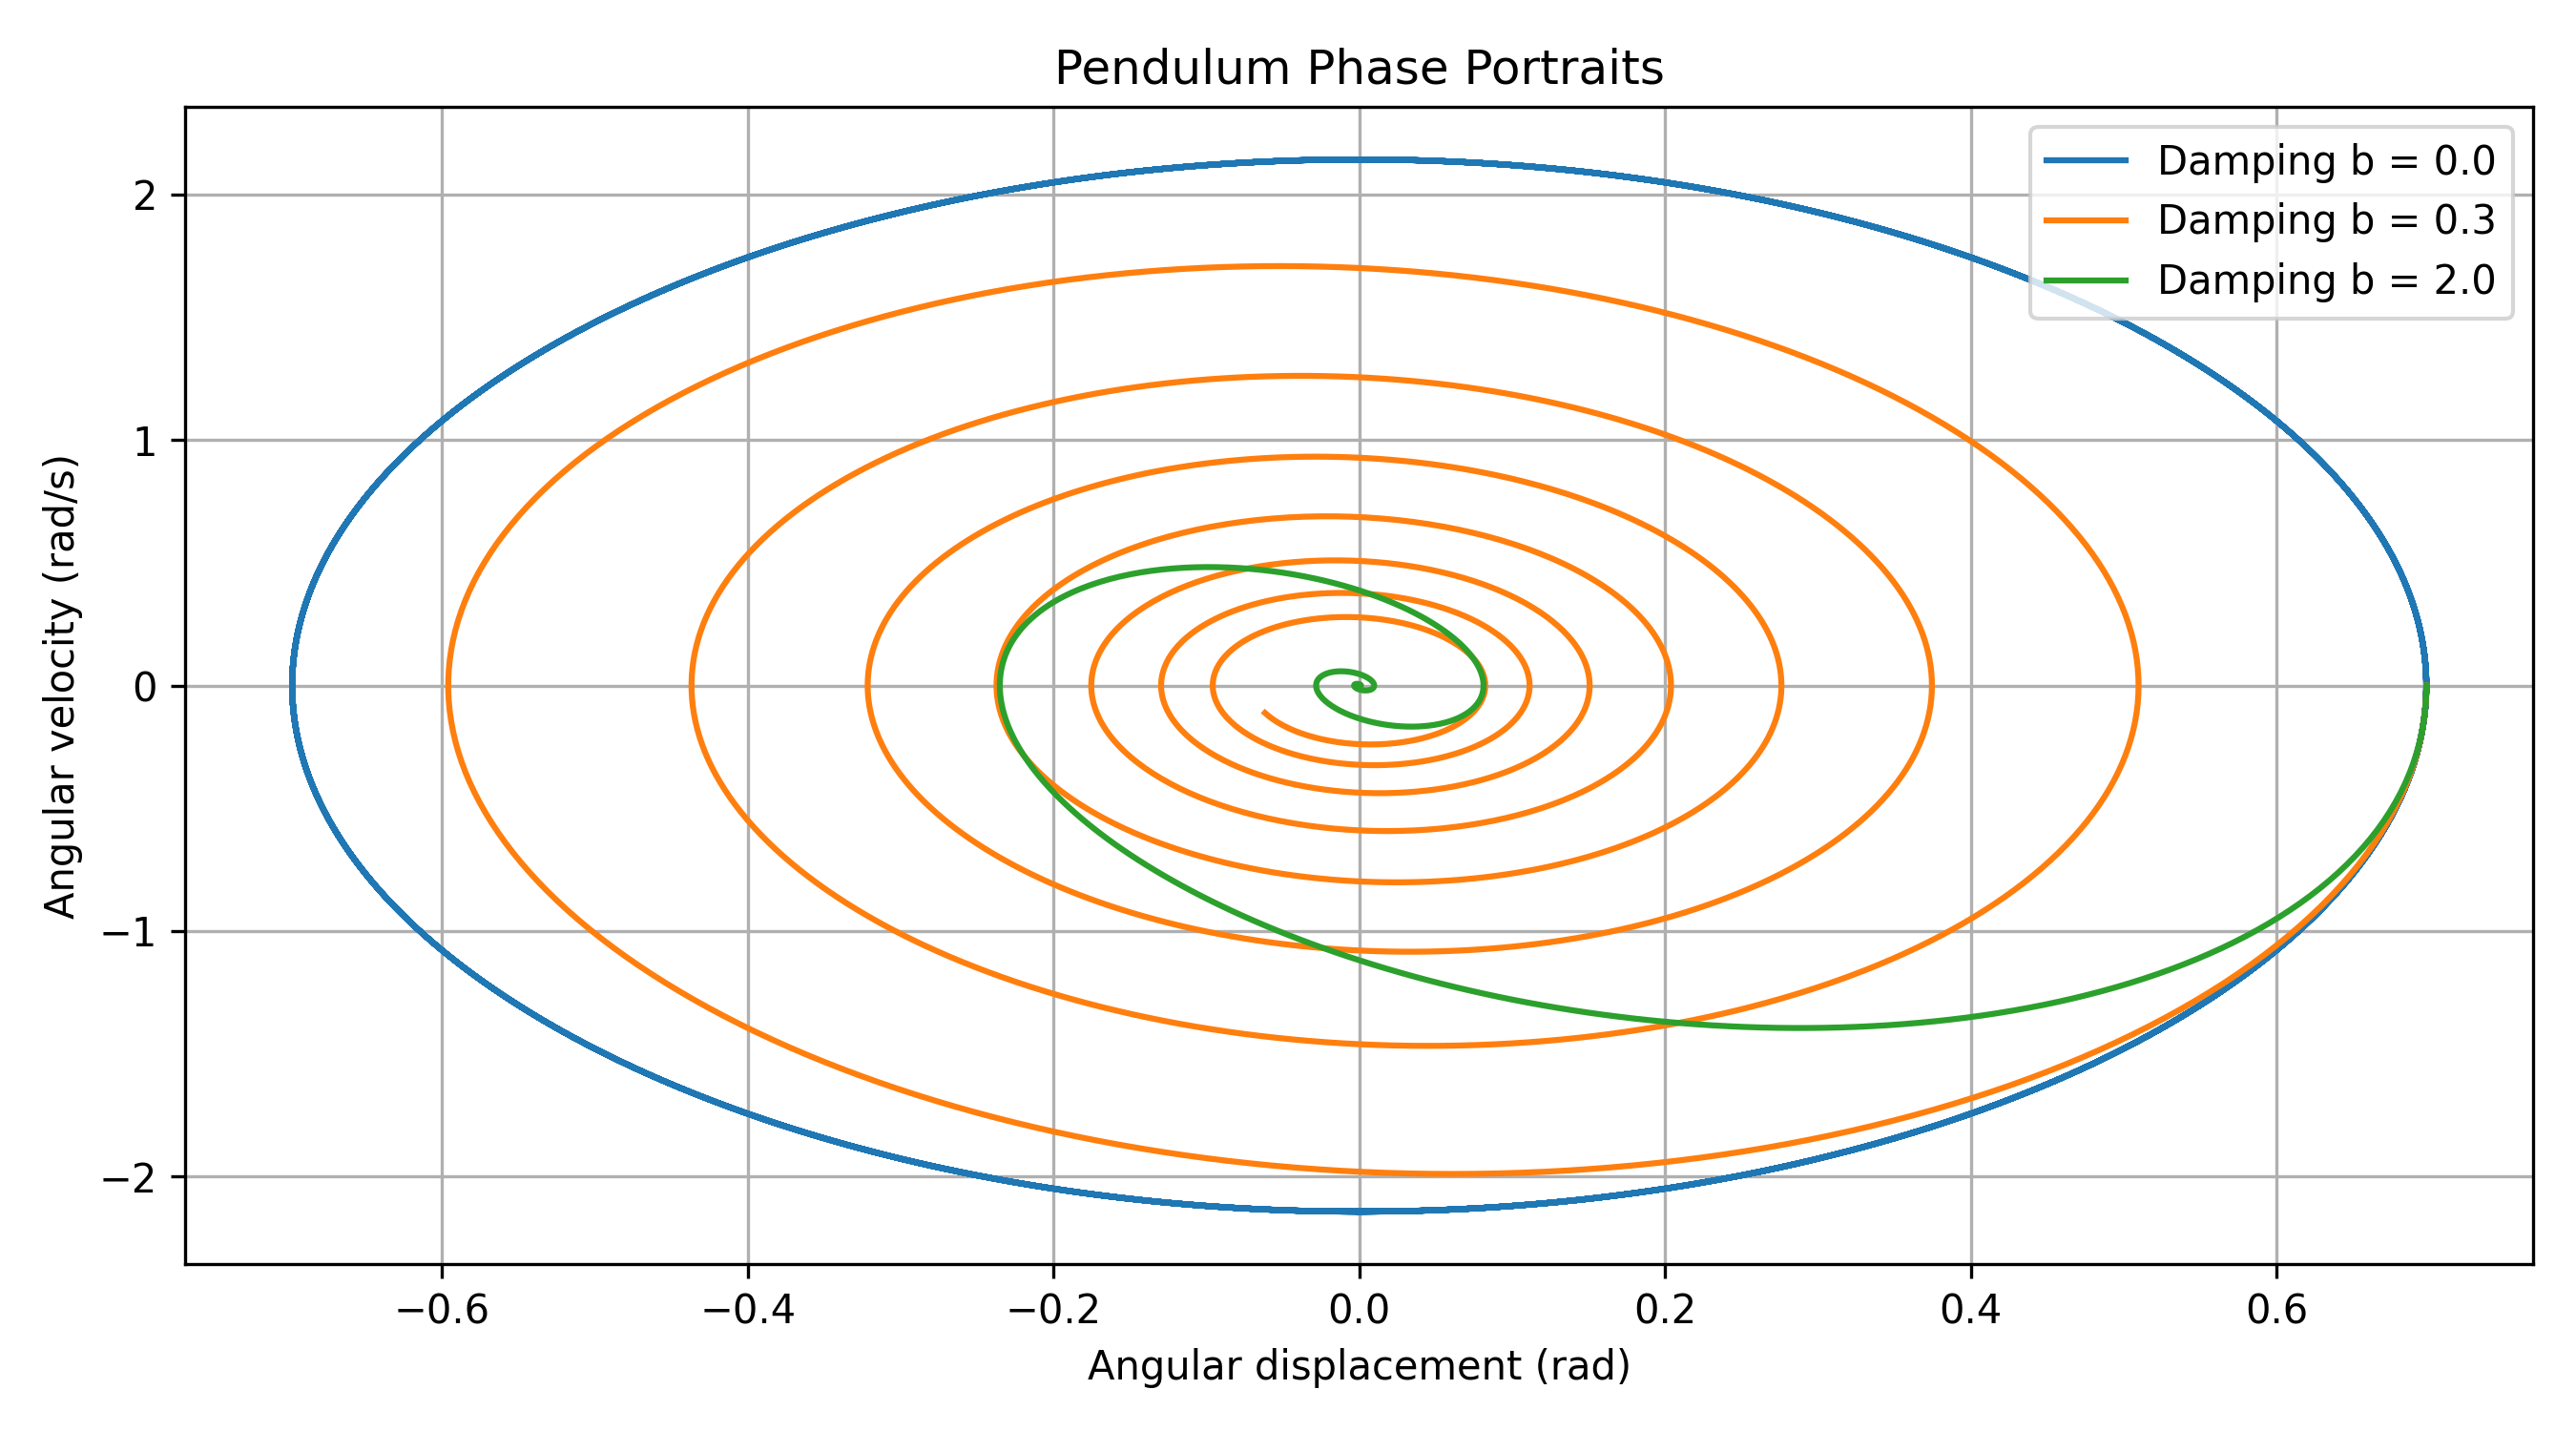 Pendulum Phase Portraits
Damping b = 0.0
Damping b = 0.3
Damping b = 2.0
Angular velocity (rad/s)
2
1
0
−1
−2
−0.6 −0.4 −0.2 0.0 0.2 0.4 0.6
Angular displacement (rad)